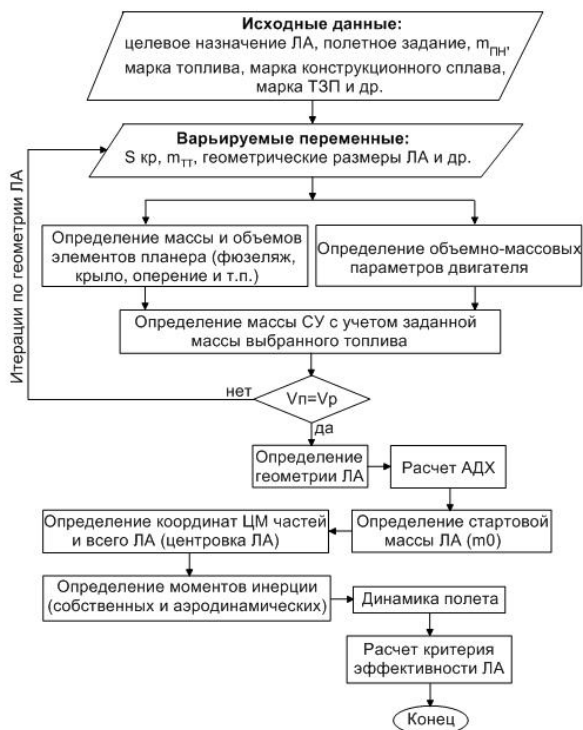 Исходные данные:
целевое назначение ЛА, полетное задание, mПН,
марка топлива, марка конструкционного сплава,
марка ТЗП и др.
Варьируемые переменные:
S кр, mТТ, геометрические размеры ЛА и др.
Итерации по геометрии ЛА
Определение массы и объемов
элементов планера (фюзеляж,
крыло, оперение и т.п.)
Определение объемно-массовых
параметров двигателя
Определение массы СУ с учетом заданной
массы выбранного топлива
нет
Vп=Vр
да
Определение
геометрии ЛА
Расчет АДХ
Определение координат ЦМ частей
и всего ЛА (центровка ЛА)
Определение стартовой
массы ЛА (m0)
Определение моментов инерции
(собственных и аэродинамических)
Динамика полета
Расчет критерия
эффективности ЛА
Конец